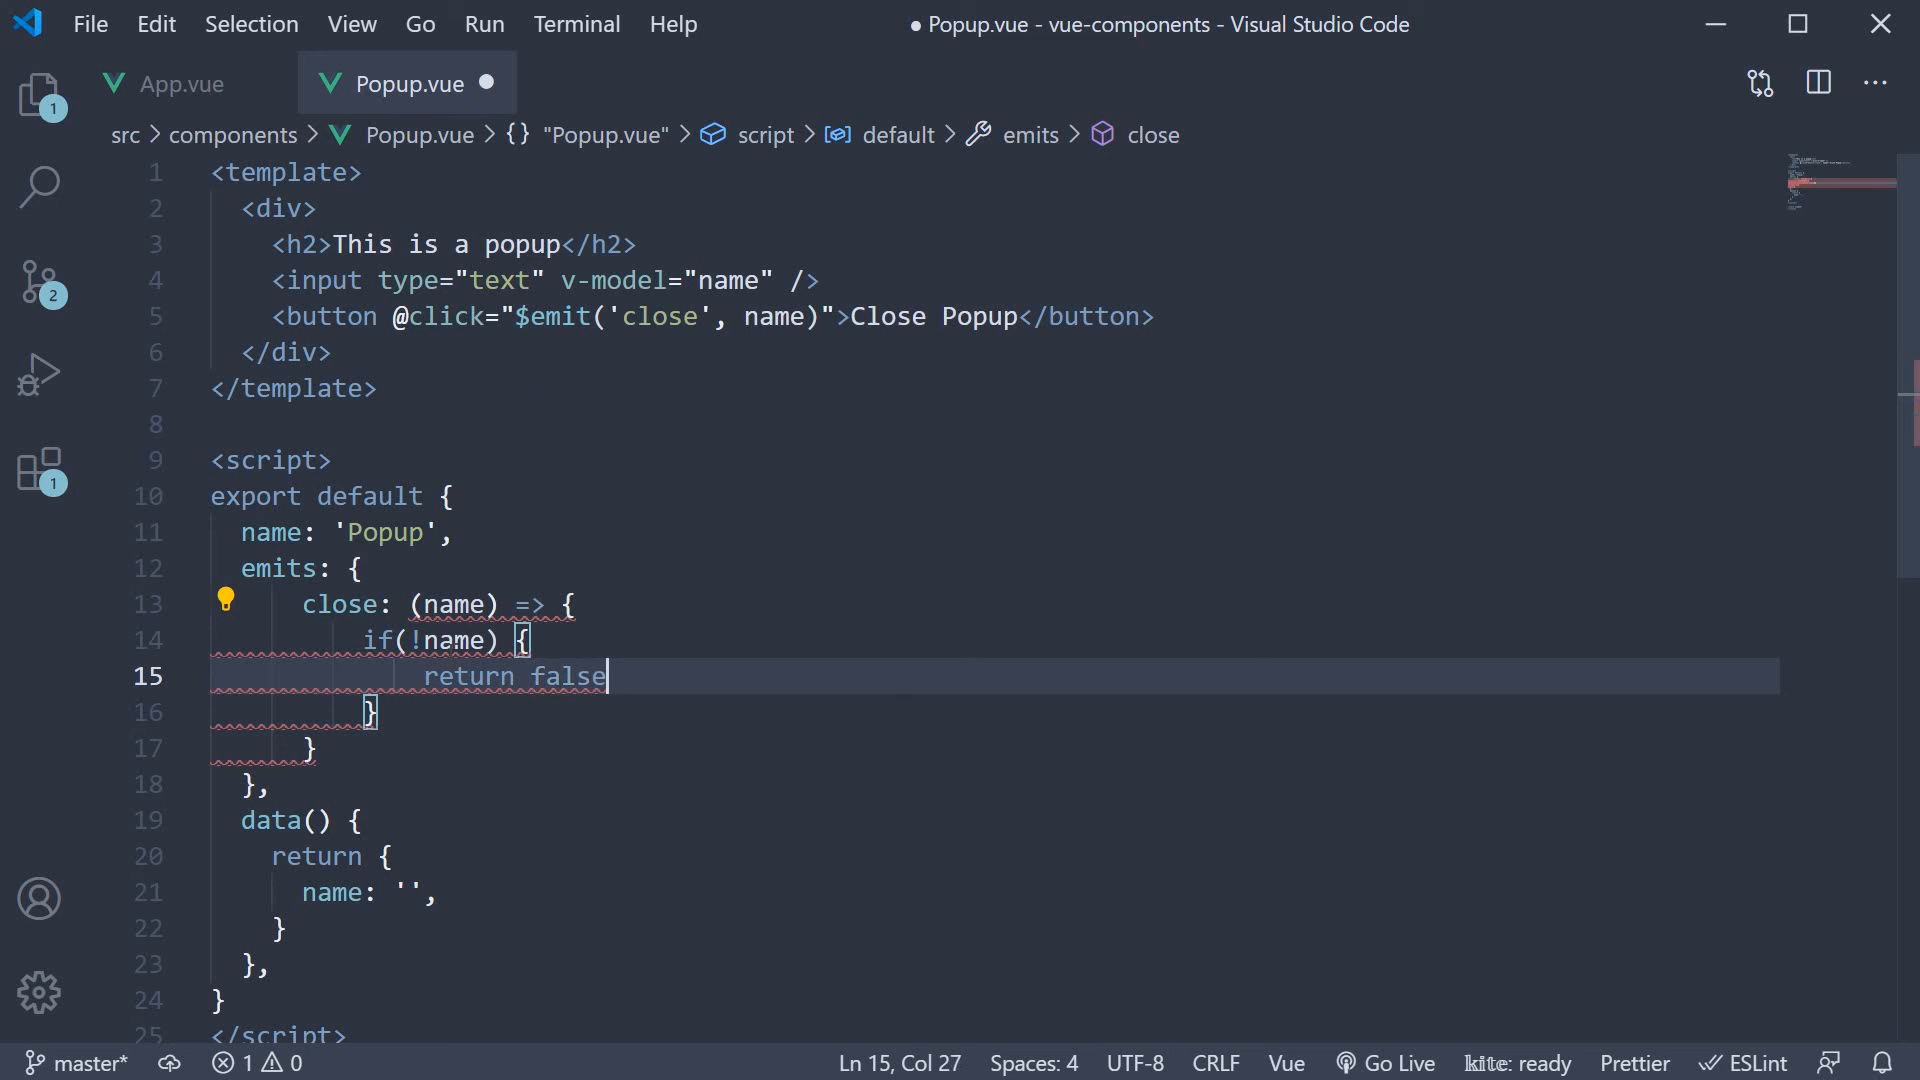 File Edit Selection View Go Run Terminal Help ● Popup.vue - vue-components - Visual Studio Code
App.vue Popup.vue ●
src > components > Popup.vue > {} "Popup.vue" > script > default > emits > close
1 <template>
2 <div>
3 <h2>This is a popup</h2>
4 <input type="text" v-model="name" />
5 <button @click="$emit('close', name)">Close Popup</button>
6 </div>
7 </template>
8
9 <script>
10 export default {
11 name: 'Popup',
12 emits: {
13 close: (name) => {
14 if(!name) {
15 return false
16 }
17 }
18 },
19 data() {
20 return {
21 name: '',
22 }
23 },
24 }
25 </script>
1
2
1
master* 1 0 Ln 15, Col 27 Spaces: 4 UTF-8 CRLF Vue Go Live kite: ready Prettier ESLint